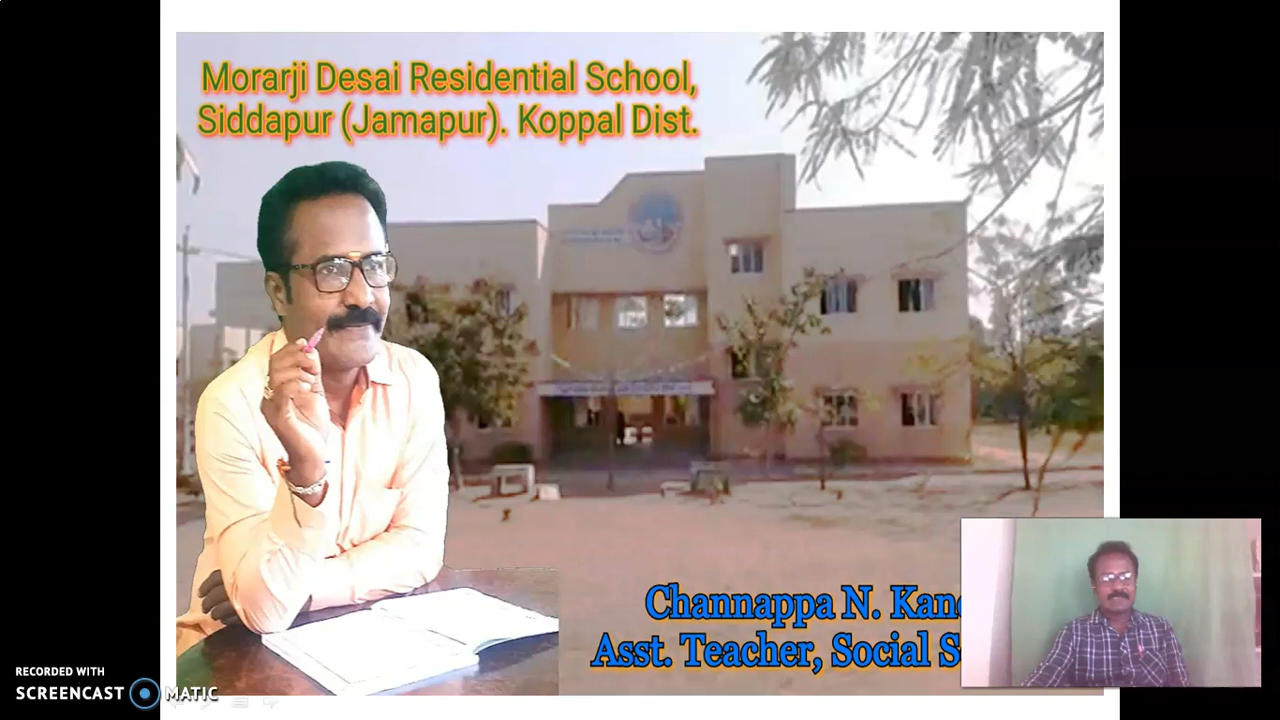 Morarji Desai Residential School,
Siddapur (Jamapur). Koppal Dist.
Channappa N. Kan
Asst. Teacher, Social S
RECORDED WITH
SCREENCAST MATIC